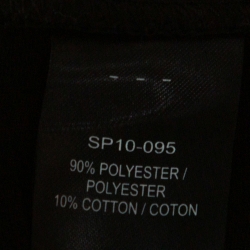 - - -
SP10-095
90% POLYESTER /
POLYESTER
10% COTTON / COTON